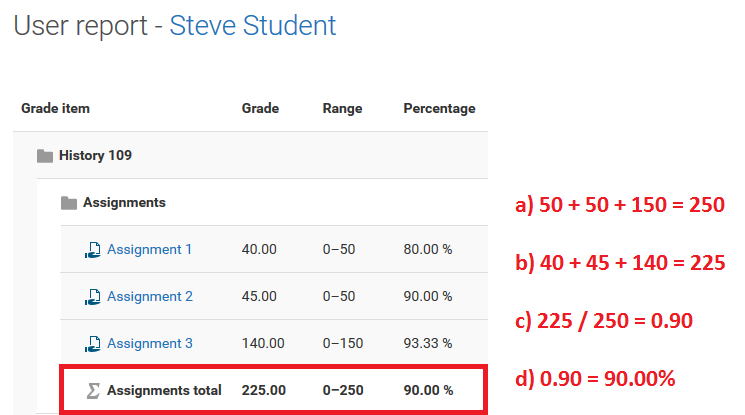 User report - Steve Student
Grade item Grade Range Percentage
History 109
Assignments
a) 50 + 50 + 150 = 250
Assignment 1 40.00 0–50 80.00 %
b) 40 + 45 + 140 = 225
Assignment 2 45.00 0–50 90.00 %
c) 225 / 250 = 0.90
Assignment 3 140.00 0–150 93.33 %
d) 0.90 = 90.00%
Σ Assignments total 225.00 0–250 90.00 %